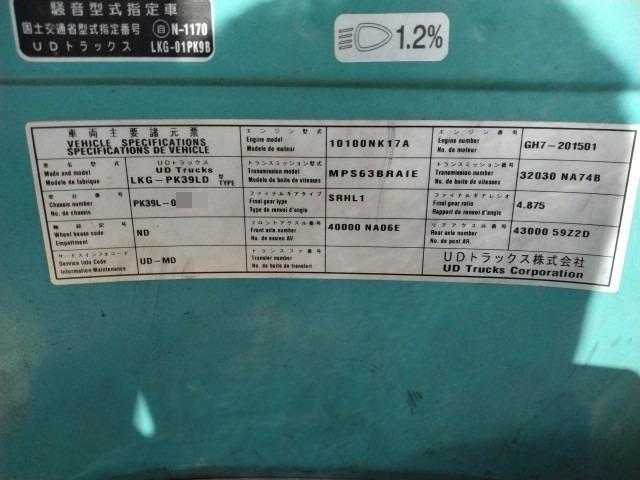 騒音型式指定車
国土交通省型式指定番号 自 N-1170
UDトラックス LKG-01PK9B
1.2%
車両主要諸元票
VEHICLE SPECIFICATIONS
SPECIFICATIONS DE VEHICLE
エンジン型式
Engine model
Modele de moteur
10100NK17A
エンジン番号
Engine number
No. de moteur
GH7-201501
車名型式
Mode and model
Modele de fabrique
UDトラックス
UD Trucks
LKG-PK39LD 型 TYPE
トランスミッション型式
Transmission model
Modele de boite de vitesses
MPS63BRAIE
トランスミッション番号
Transmission number
No. de boite de vitesses
32030 NA74B
車台番号
Chassis number
No. de chassis
PK39L-0
ファイナルギアタイプ
Final gear type
Type de renvoi d'angle
SRHL1
ファイナルギアレシオ
Final gear ratio
Rapport de renvoi d'angle
4.875
軸距記号
Wheel base code
Empattment
ND
フロントアクスル番号
Front axle number
No. de essieu AV.
40000 NA06E
リアアクスル番号
Rear axle number
No. de pont AR.
43000 59Z2D
サービスインフォコード
Service Info Code
Information Maintenance
UD-MD
トランスファ番号
Transfer number
No. de boite de transfert
UDトラックス株式会社
UD Trucks Corporation